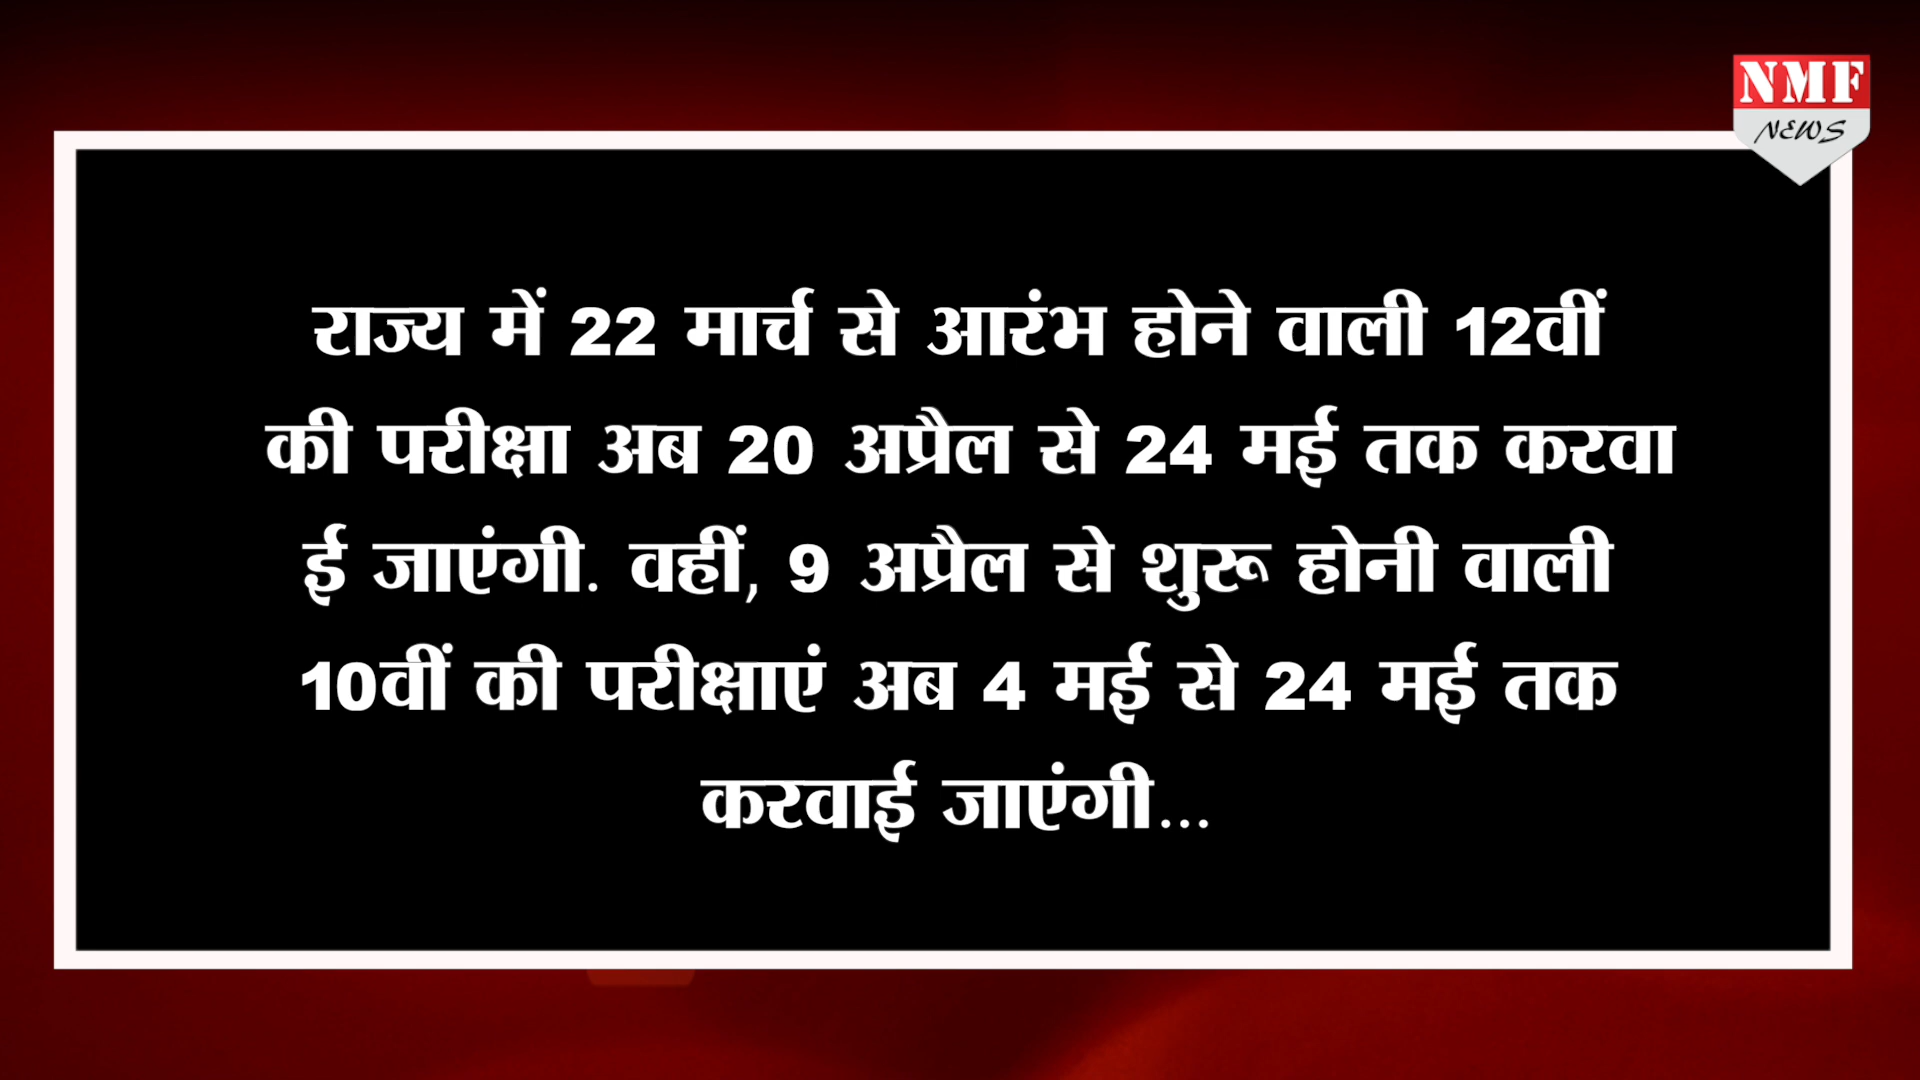 NMF
NEWS
राज्य में 22 मार्च से आरंभ होने वाली 12वीं
की परीक्षा अब 20 अप्रैल से 24 मई तक करवा
ई जाएंगी. वहीं, 9 अप्रैल से शुरू होनी वाली
10वीं की परीक्षाएं अब 4 मई से 24 मई तक
करवाई जाएंगी...